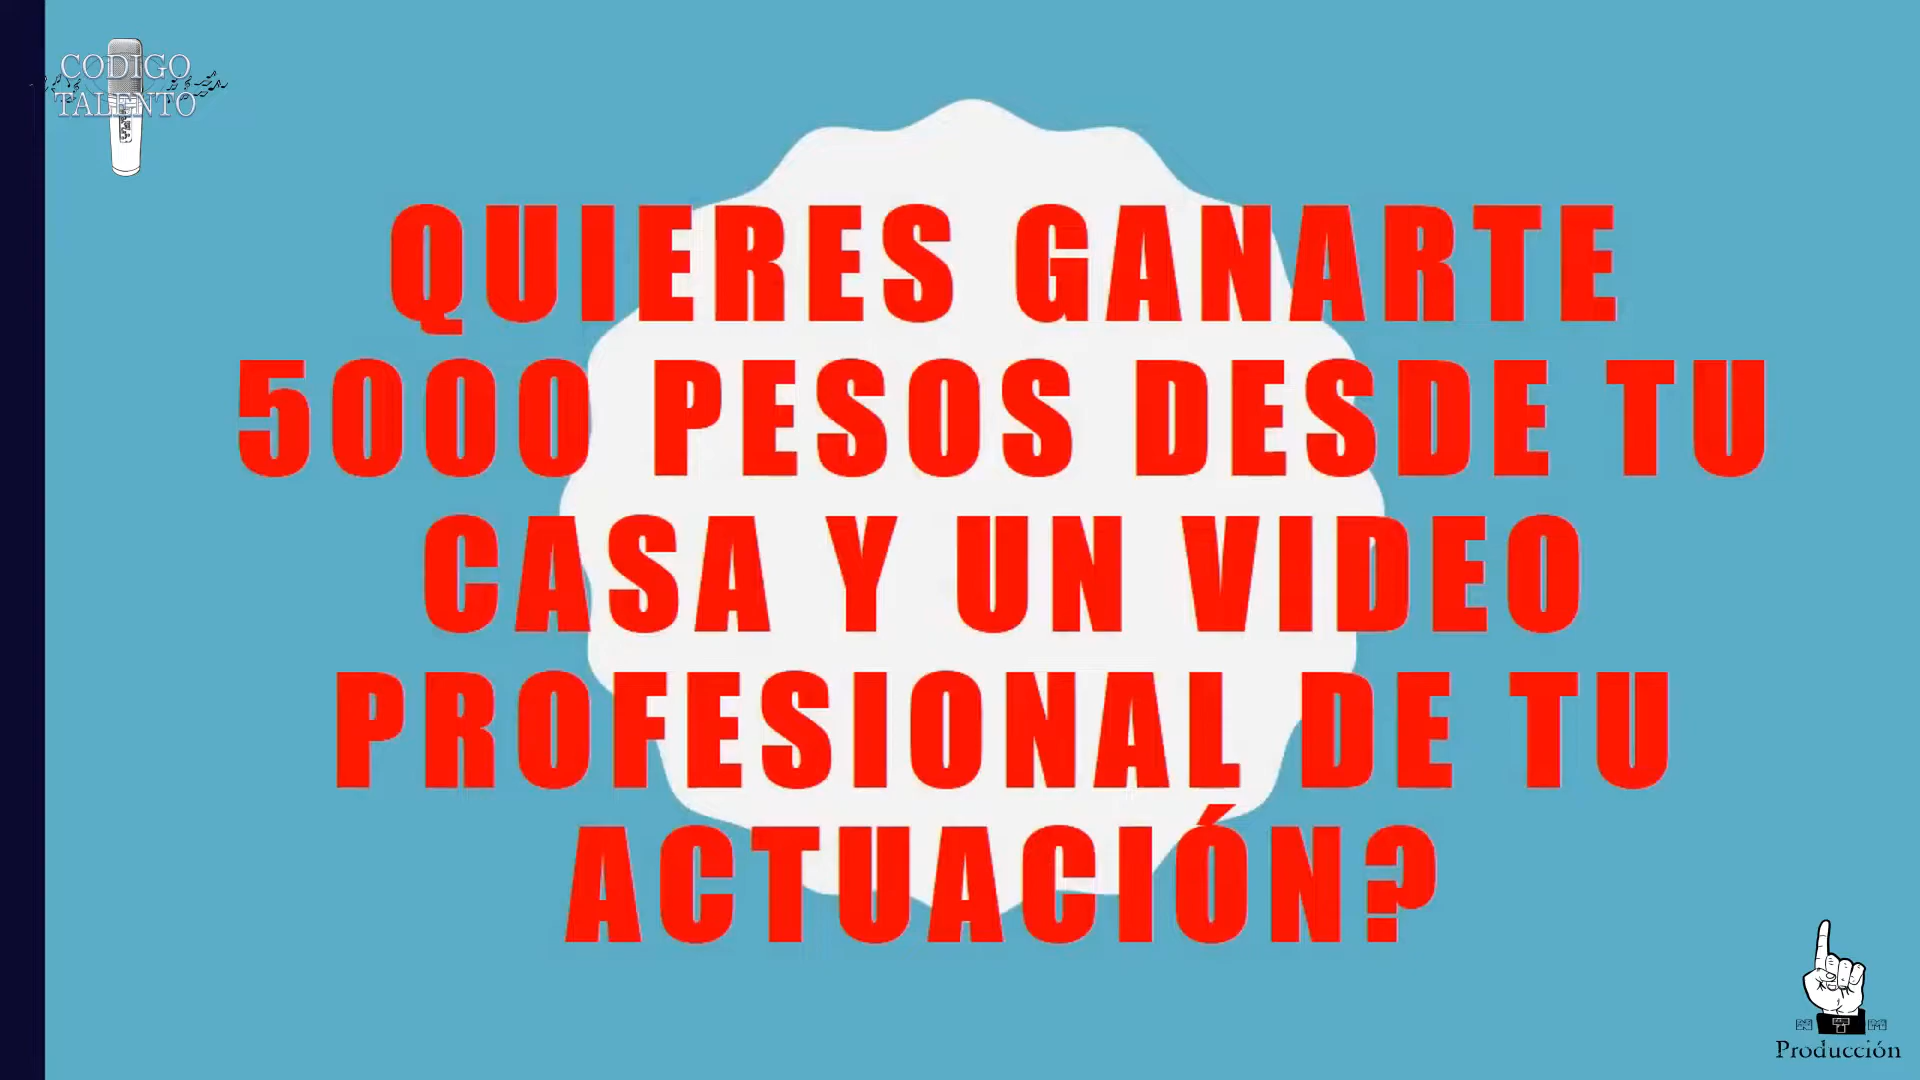 CODIGO
TALENTO
QUIERES GANARTE
5000 PESOS DESDE TU
CASA Y UN VIDEO
PROFESIONAL DE TU
ACTUACIÓN?
Producción